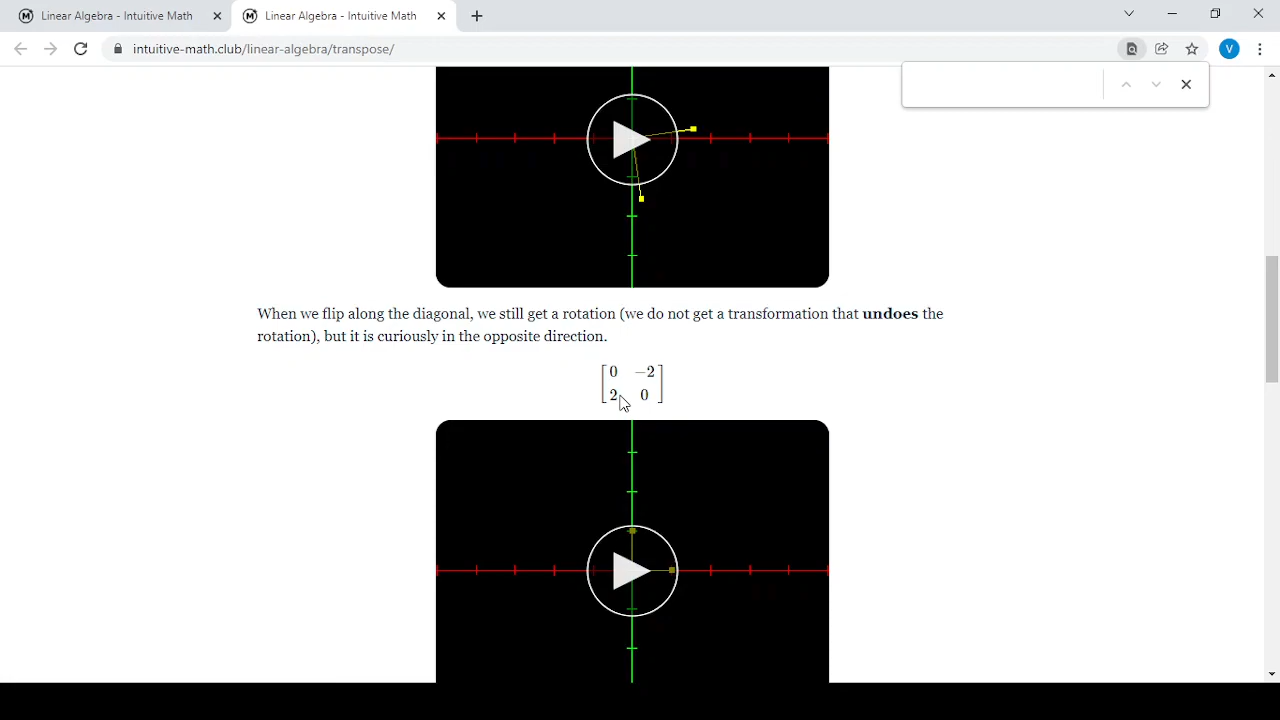 Linear Algebra - Intuitive Math
Linear Algebra - Intuitive Math
intuitive-math.club/linear-algebra/transpose/
V
When we flip along the diagonal, we still get a rotation (we do not get a transformation that undoes the
rotation), but it is curiously in the opposite direction.
0 −2
2 0